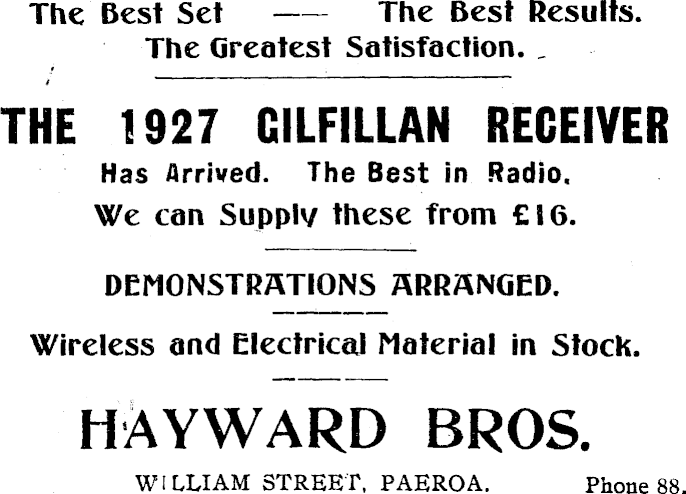 The Best Set —— The Best Results.
The Greatest Satisfaction.
THE 1927 GILFILLAN RECEIVER
Has Arrived. The Best in Radio.
We can Supply these from £16.
DEMONSTRATIONS ARRANGED.
Wireless and Electrical Material in Stock.
HAYWARD BROS.
WILLIAM STREET, PAEROA. Phone 88.